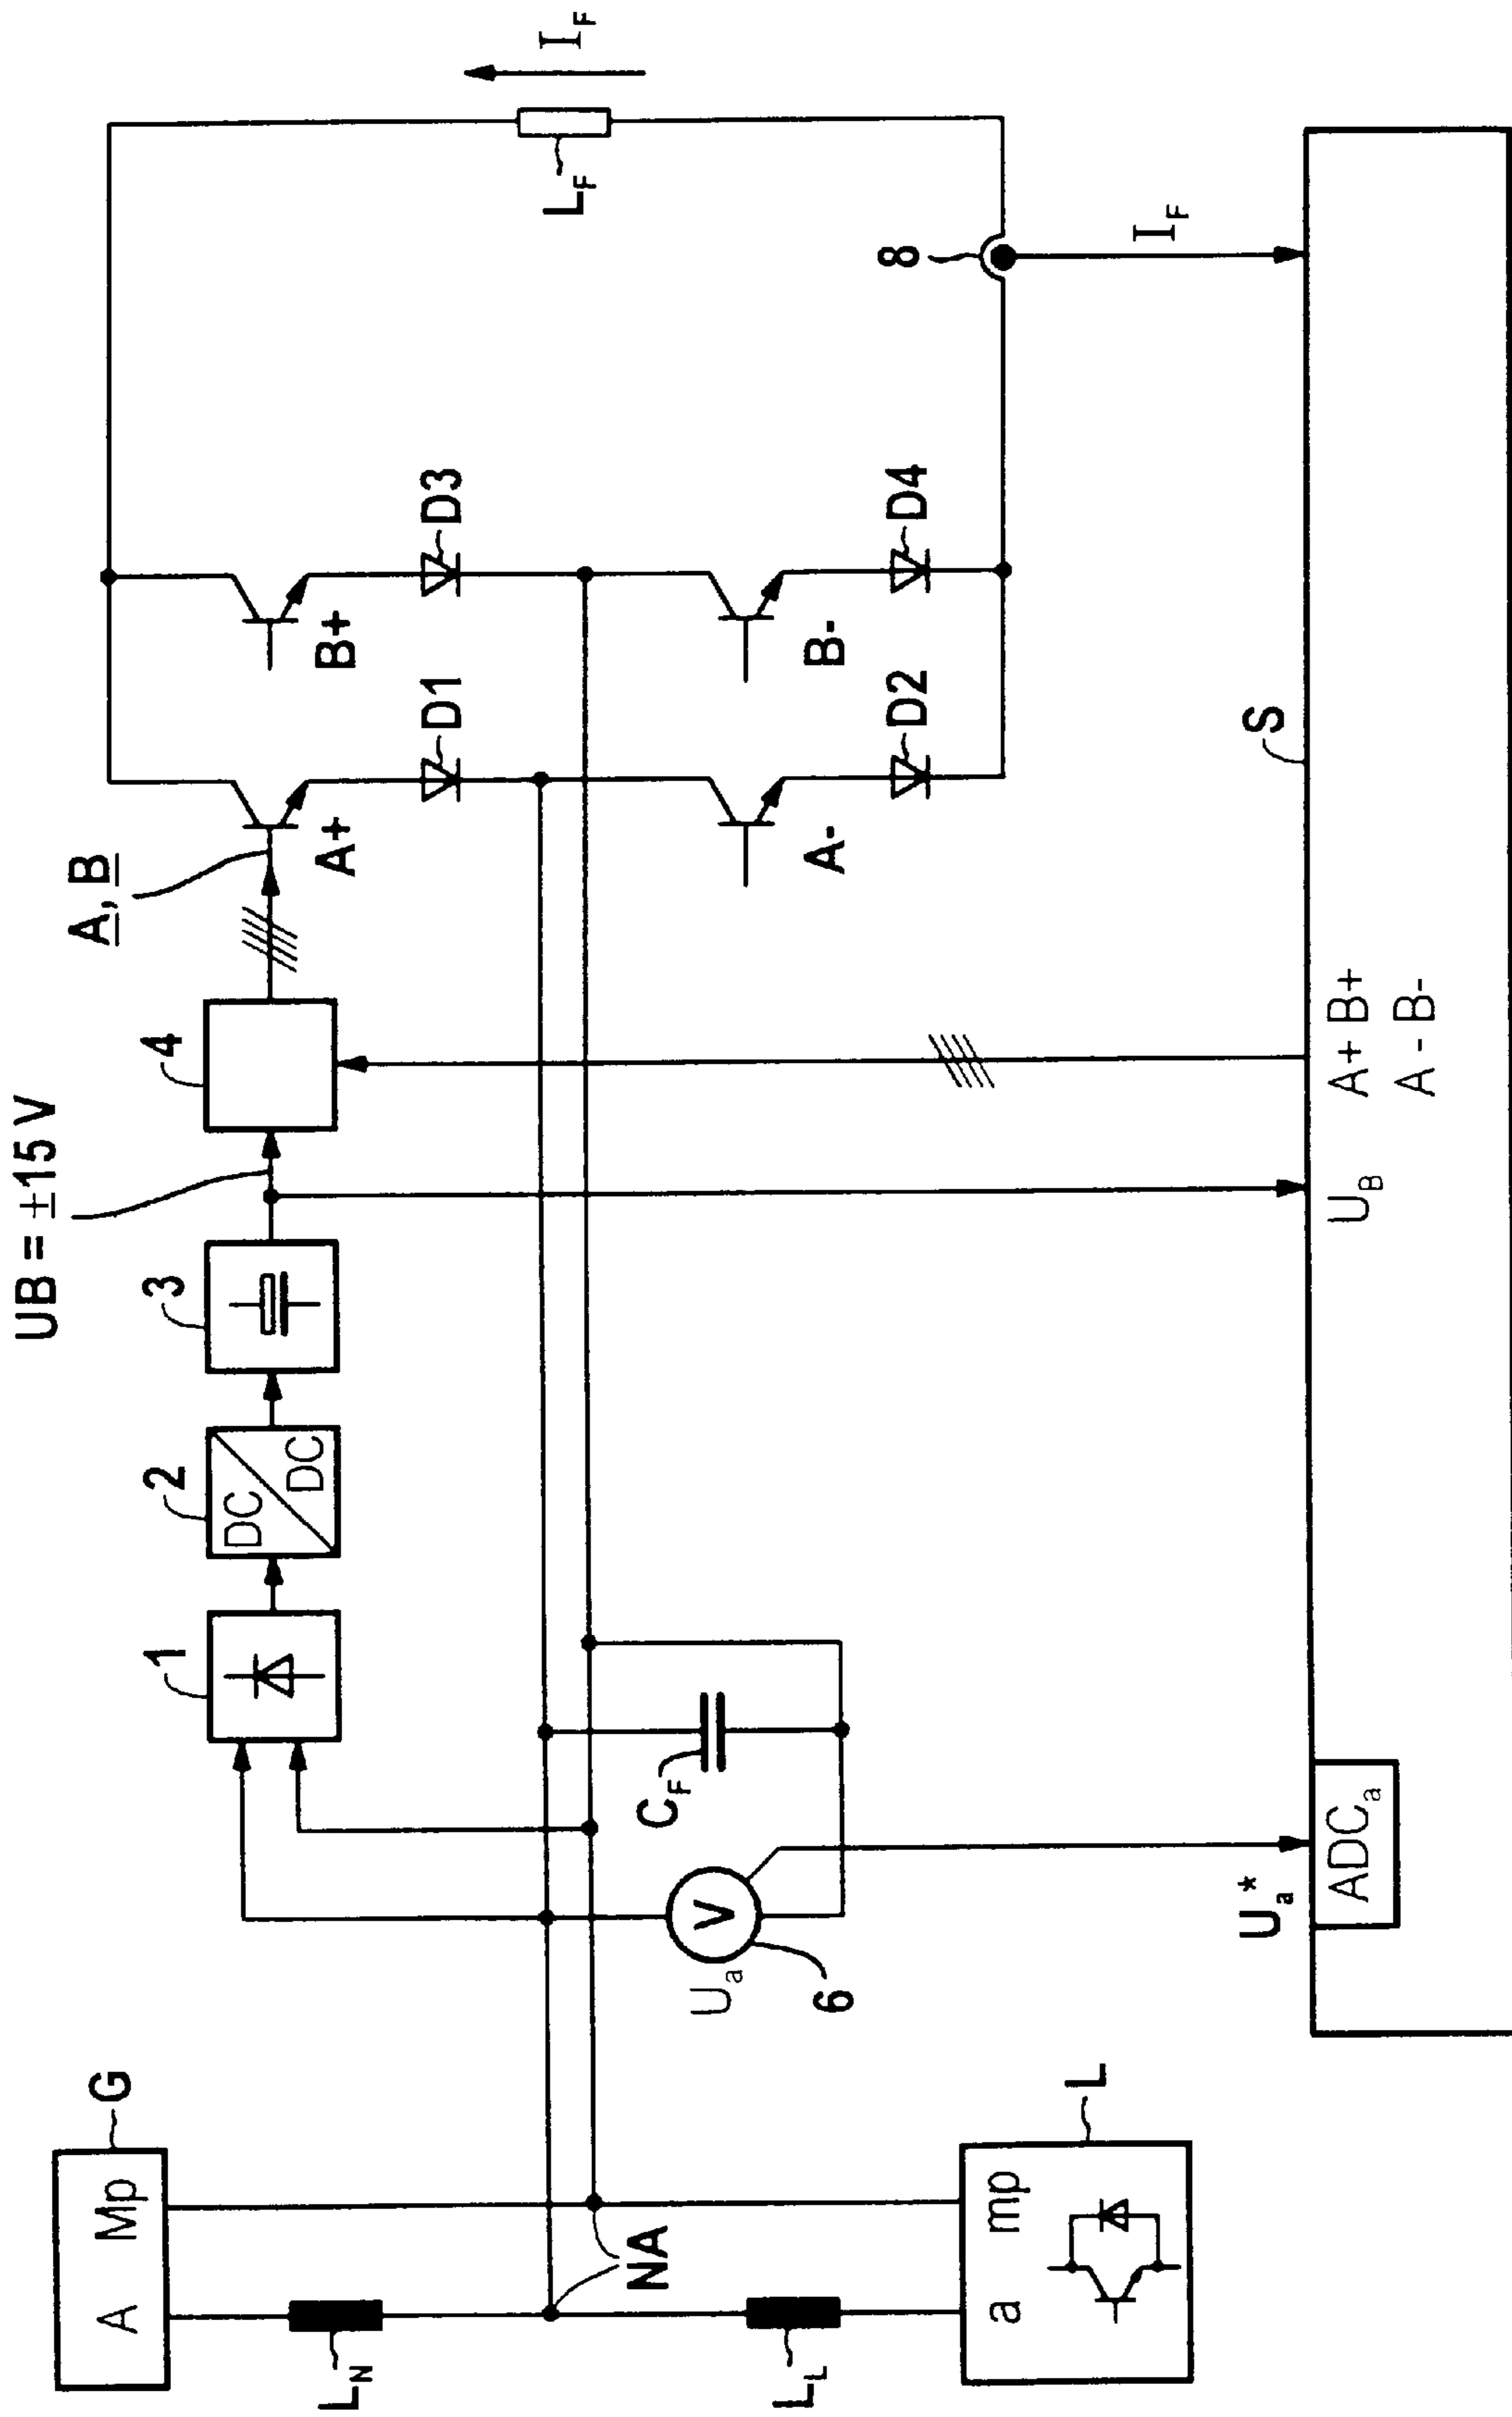 UB = ±15 V
1
2
3
4
A, B
DC
DC
A+
B+
D1
D3
A-
B-
D2
D4
I_F
L_F
8
I_F
G
A Mp
L_N
NA
L_L
a mp
L
C_F
V
U_a
6
U_a*
ADC_a
U_B
A+ B+
A - B-
S